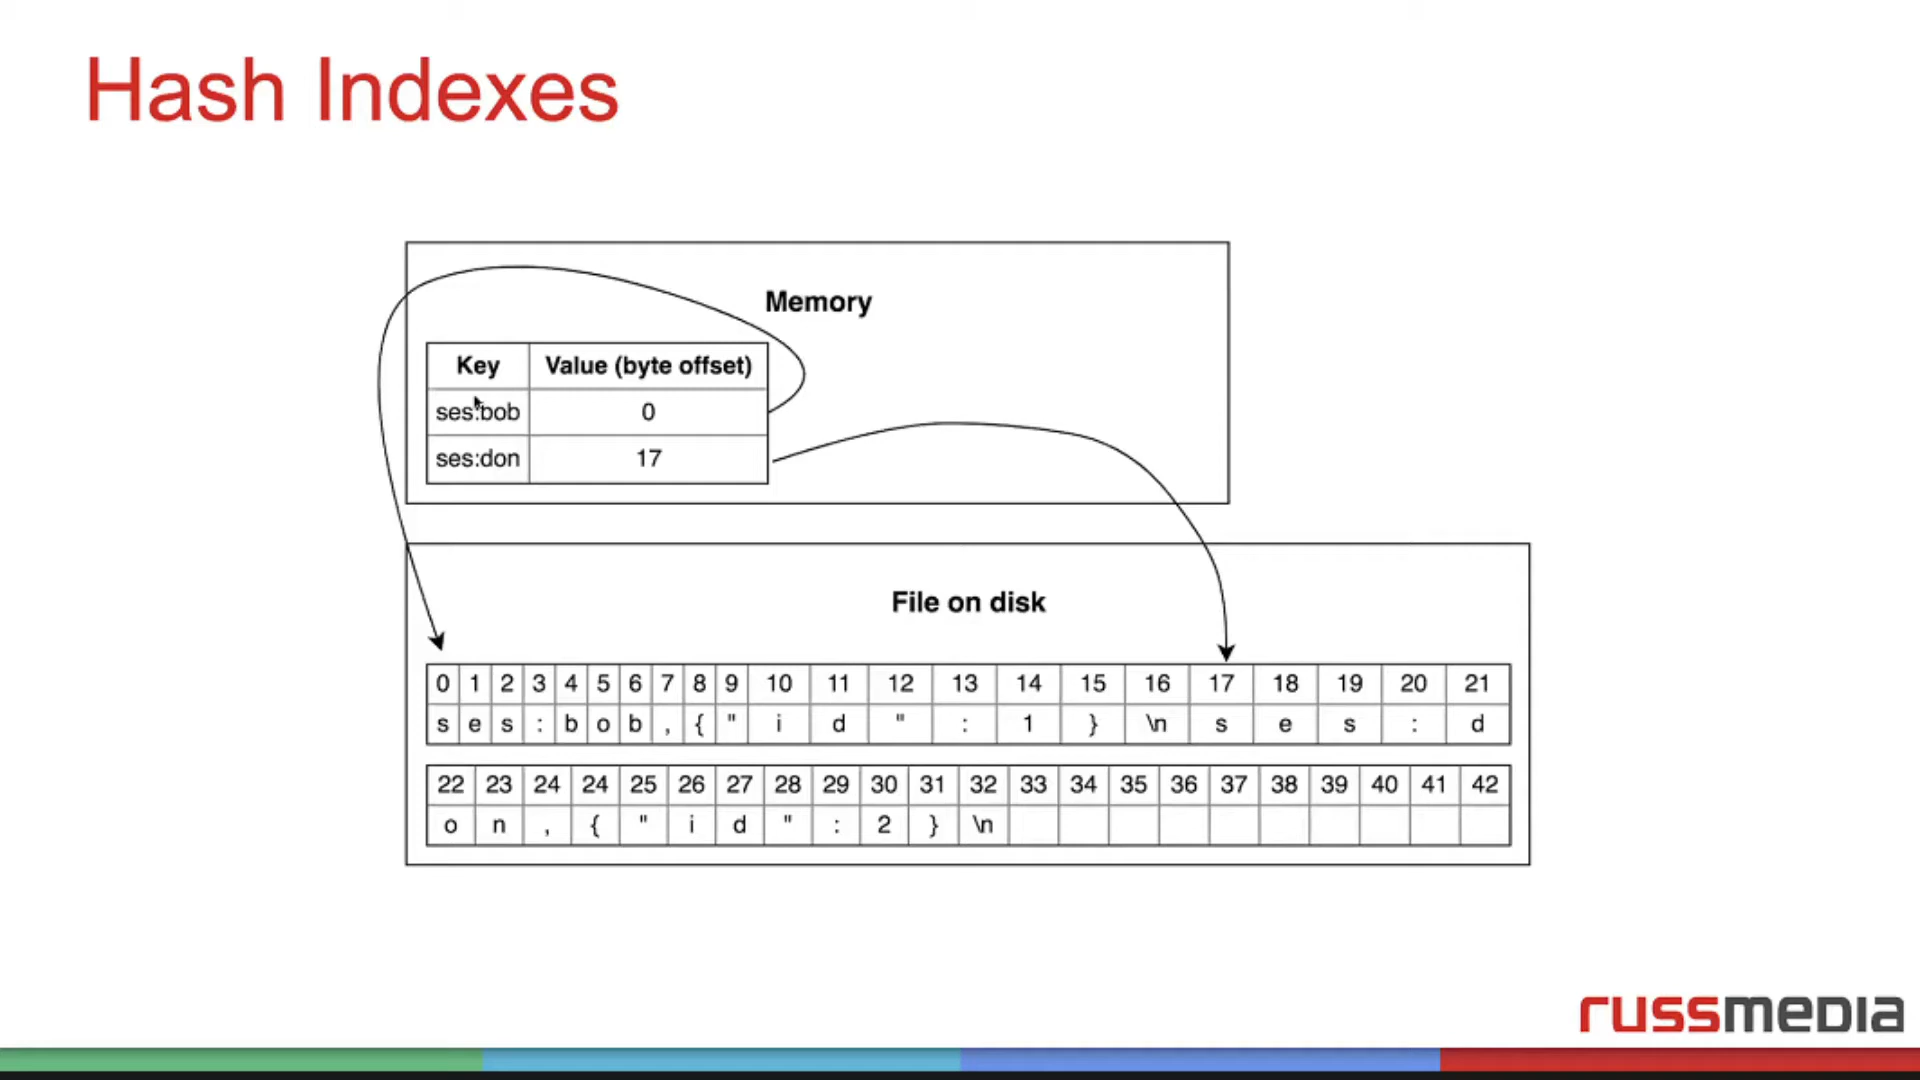 Hash Indexes
Memory
Key Value (byte offset)
ses:bob 0
ses:don 17
File on disk
0 1 2 3 4 5 6 7 8 9 10 11 12 13 14 15 16 17 18 19 20 21
s e s : b o b , { " i d " : 1 } \n s e s : d
22 23 24 24 25 26 27 28 29 30 31 32 33 34 35 36 37 38 39 40 41 42
o n , { " i d " : 2 } \n
russmedia